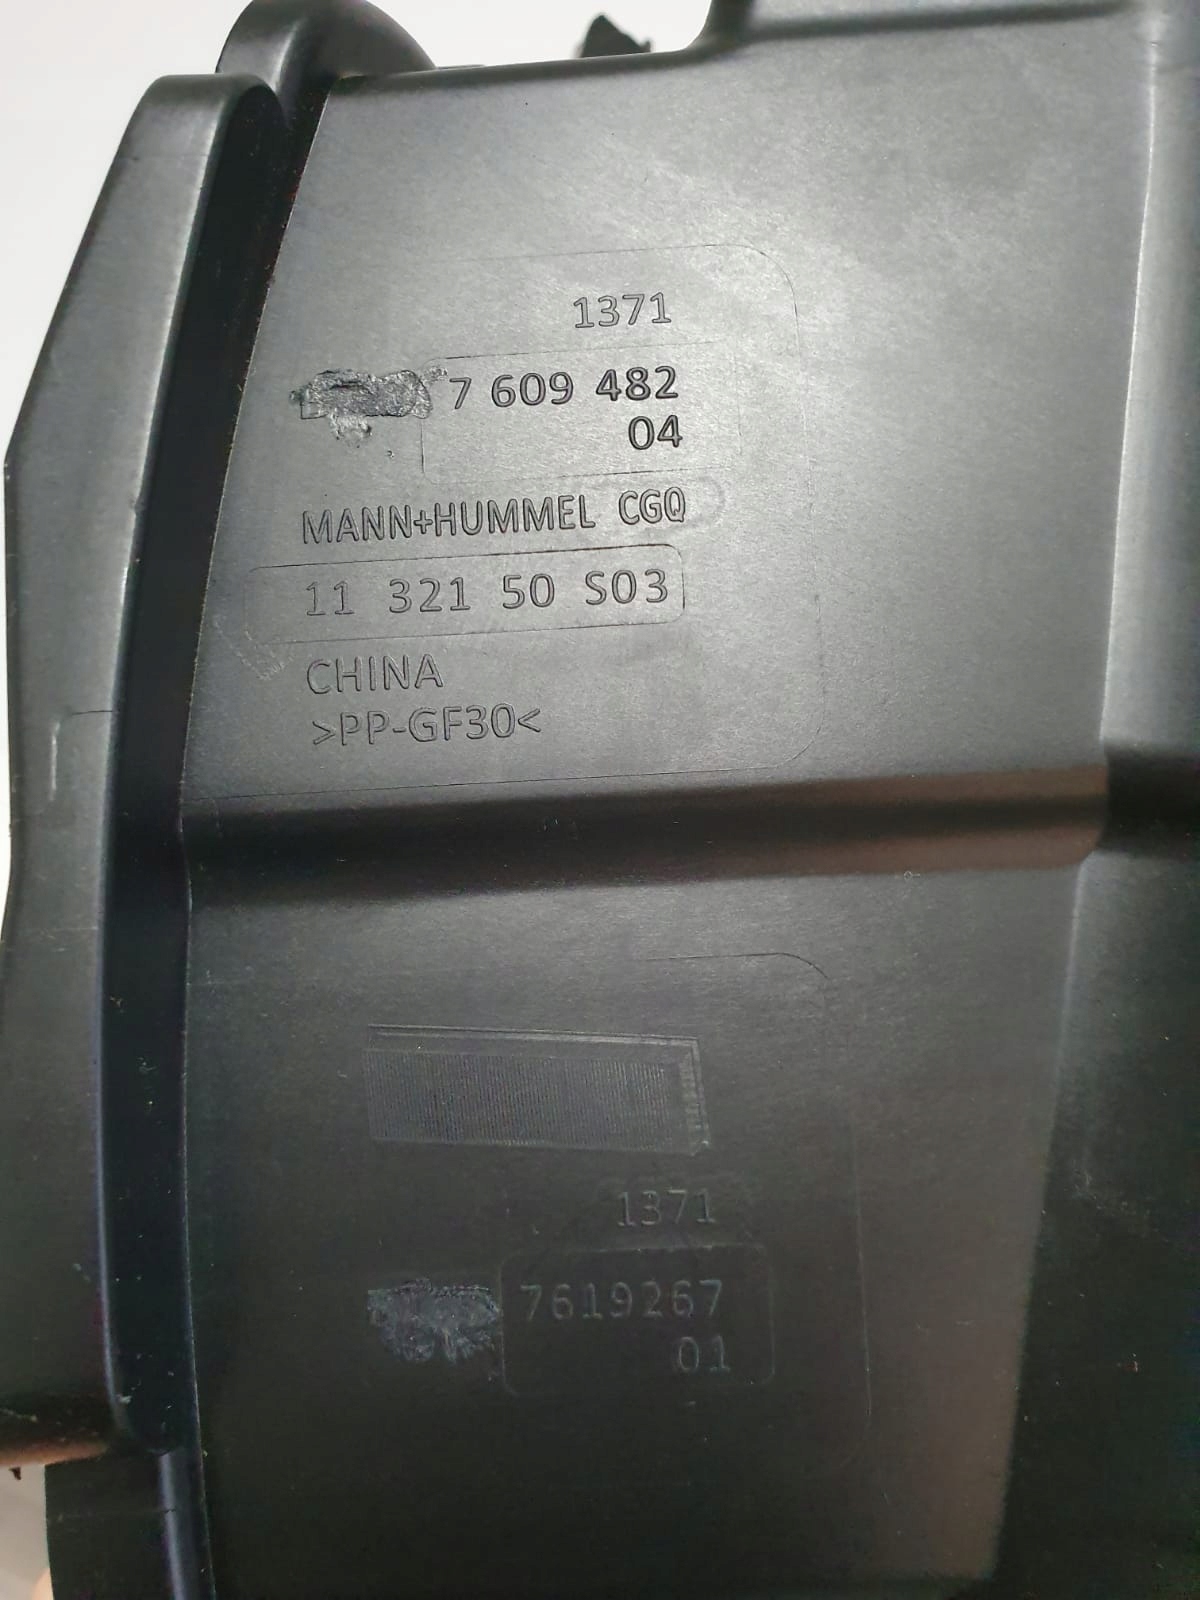 1371
7 609 482
04
MANN+HUMMEL CGQ
11 321 50 S03
CHINA
>PP-GF30<
1371
7619267
01